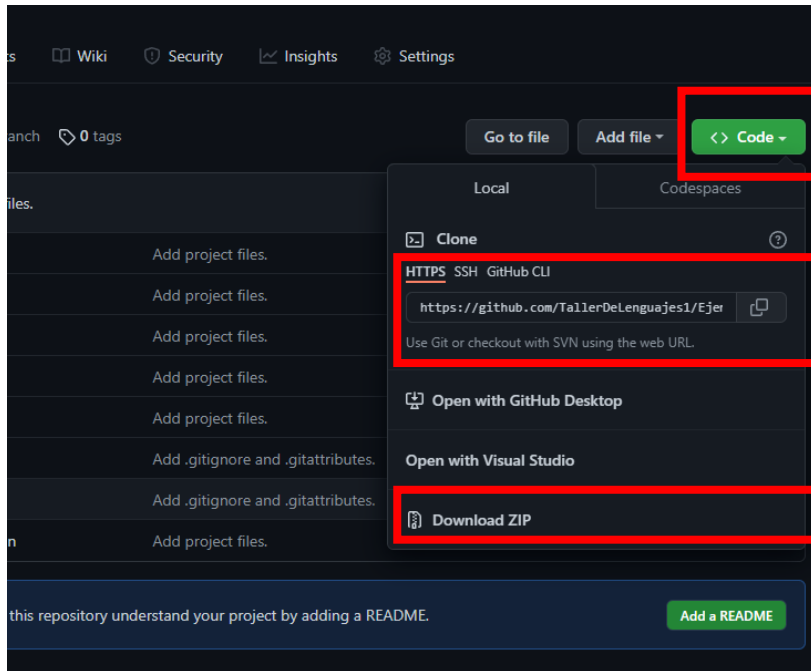 Wiki Security Insights Settings
0 tags Go to file Add file <> Code
Local Codespaces
Clone
HTTPS SSH GitHub CLI
https://github.com/TallerDeLenguajes1/Ejer
Use Git or checkout with SVN using the web URL.
Open with GitHub Desktop
Open with Visual Studio
Download ZIP
files.
Add project files.
Add project files.
Add project files.
Add project files.
Add project files.
Add .gitignore and .gitattributes.
Add .gitignore and .gitattributes.
n Add project files.
this repository understand your project by adding a README. Add a README